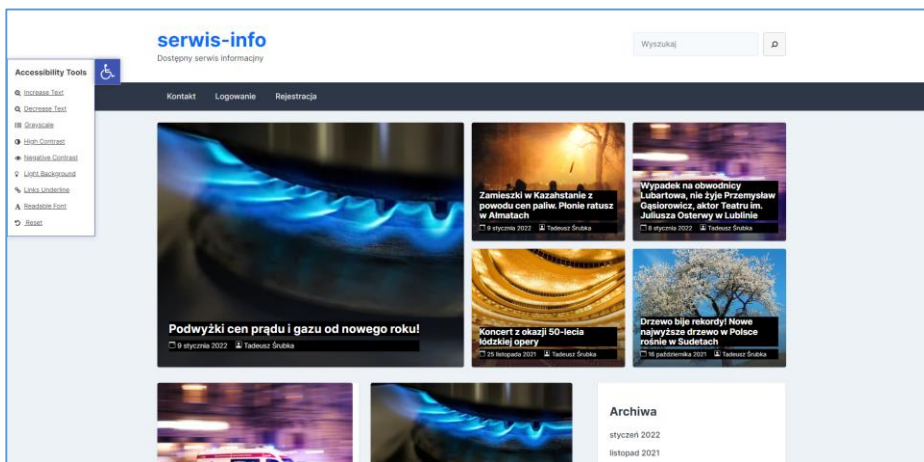 serwis-info
Dostępny serwis informacjny
Wyszukaj
Accessibility Tools
Increase Text
Decrease Text
Grayscale
High Contrast
Negative Contrast
Light Background
Links Underline
Readable Font
Reset
Kontakt Logowanie Rejestracja
Podwyżki cen prądu i gazu od nowego roku!
9 stycznia 2022 Tadeusz Śrubka
Zamieszki w Kazahstanie z
powodu cen paliw. Płonie ratusz
w Ałmatach
9 stycznia 2022 Tadeusz Śrubka
Wypadek na obwodnicy
Lubartowa, nie żyje Przemysław
Gąsiorowicz, aktor Teatru im.
Juliusza Osterwy w Lublinie
8 stycznia 2022 Tadeusz Śrubka
Koncert z okazji 50-lecia
łódzkiej opery
25 listopada 2021 Tadeusz Śrubka
Drzewo bije rekordy! Nowe
najwyższe drzewo w Polsce
rośnie w Sudetach
16 października 2021 Tadeusz Śrubka
Archiwa
styczeń 2022
listopad 2021